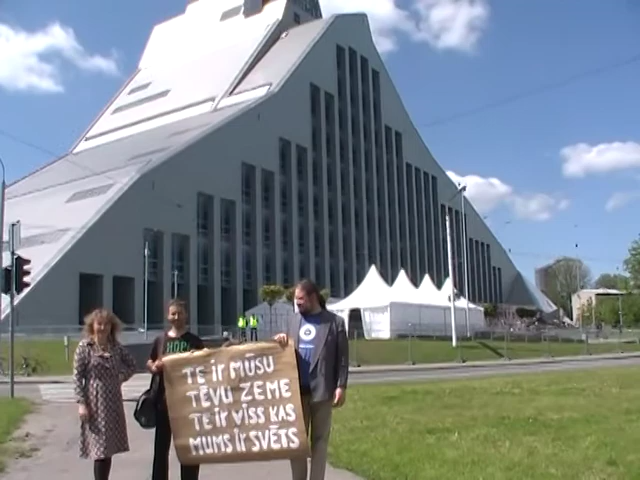 TE iR MŪSU
TĒVU ZEME
TE iR ViSS KAS
MUMS iR SVĒTS